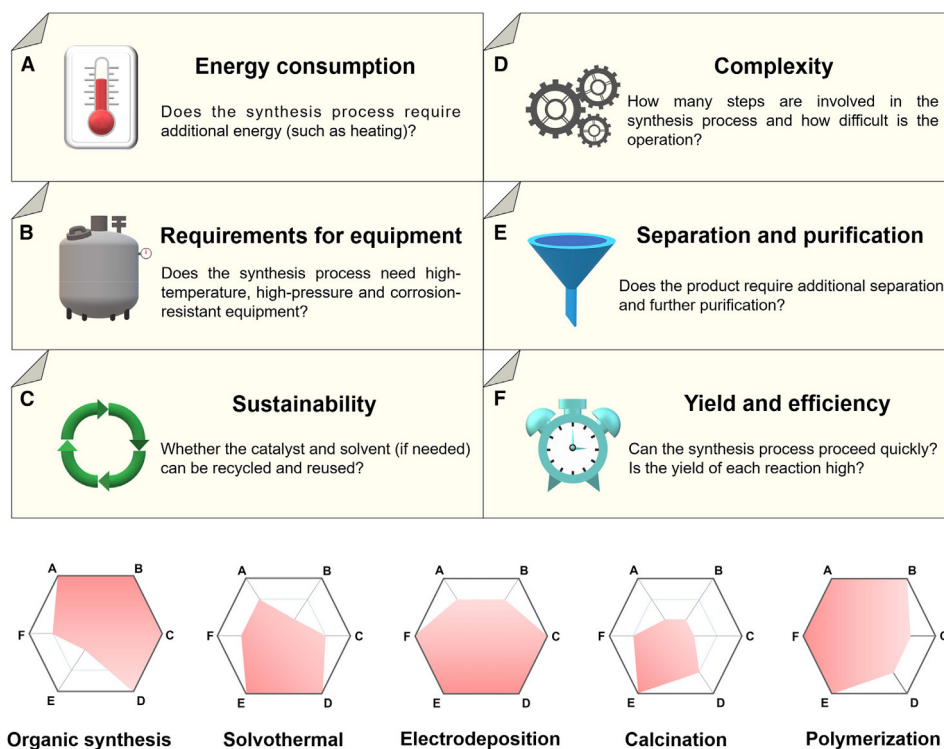 A
Energy consumption
Does the synthesis process require
additional energy (such as heating)?
D
Complexity
How many steps are involved in the
synthesis process and how difficult is the
operation?
B
Requirements for equipment
Does the synthesis process need high-
temperature, high-pressure and corrosion-
resistant equipment?
E
Separation and purification
Does the product require additional separation
and further purification?
C
Sustainability
Whether the catalyst and solvent (if needed)
can be recycled and reused?
F
Yield and efficiency
Can the synthesis process proceed quickly?
Is the yield of each reaction high?
A B
F C
E D
Organic synthesis
A B
F C
E D
Solvothermal
A B
F C
E D
Electrodeposition
A B
F C
E D
Calcination
A B
F C
E D
Polymerization